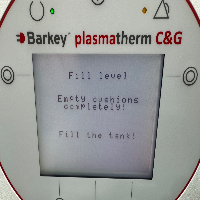 Barkey® plasmatherm C&G
Fill level
Empty cushions
completely!
Fill the tank!